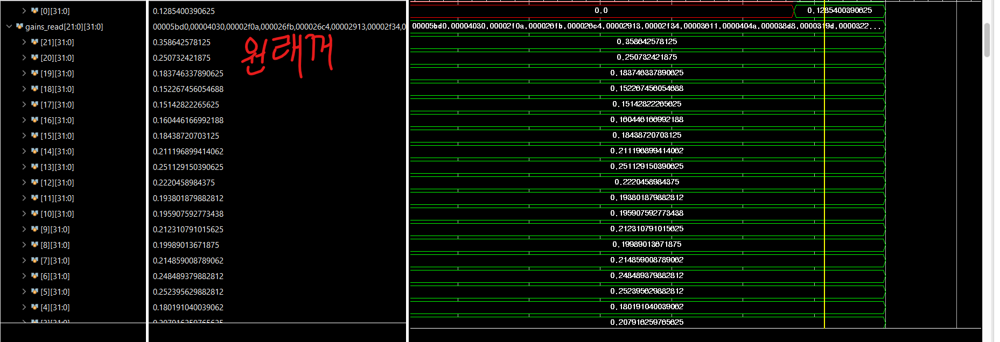 [0][31:0] 0.1285400390625 0.0 0.1285400390625
gains_read[21:0][31:0] 00005bd0,00004030,00002f0a,000026fb,000026c4,00002913,00002f34,0 00005bd0,00004030,00002f0a,000026fb,000026c4,00002913,00002f34,00003611,0000404a,000038d8,0000319d,0000322...
[21][31:0] 0.358642578125 0.358642578125
원래꺼
[20][31:0] 0.250732421875 0.250732421875
[19][31:0] 0.183746337890625 0.183746337890625
[18][31:0] 0.152267456054688 0.152267456054688
[17][31:0] 0.15142822265625 0.15142822265625
[16][31:0] 0.160446166992188 0.160446166992188
[15][31:0] 0.18438720703125 0.18438720703125
[14][31:0] 0.211196899414062 0.211196899414062
[13][31:0] 0.251129150390625 0.251129150390625
[12][31:0] 0.2220458984375 0.2220458984375
[11][31:0] 0.193801879882812 0.193801879882812
[10][31:0] 0.195907592773438 0.195907592773438
[9][31:0] 0.212310791015625 0.212310791015625
[8][31:0] 0.19989013671875 0.19989013671875
[7][31:0] 0.214859008789062 0.214859008789062
[6][31:0] 0.248489379882812 0.248489379882812
[5][31:0] 0.252395629882812 0.252395629882812
[4][31:0] 0.180191040039062 0.180191040039062
[3][31:0] 0.207916259765625 0.207916259765625